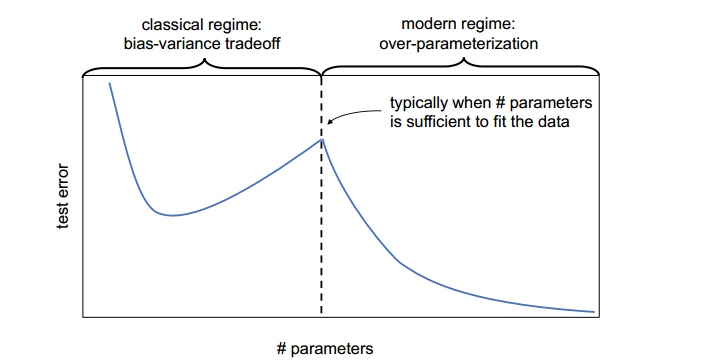 classical regime:
bias-variance tradeoff
modern regime:
over-parameterization
typically when # parameters
is sufficient to fit the data
test error
# parameters